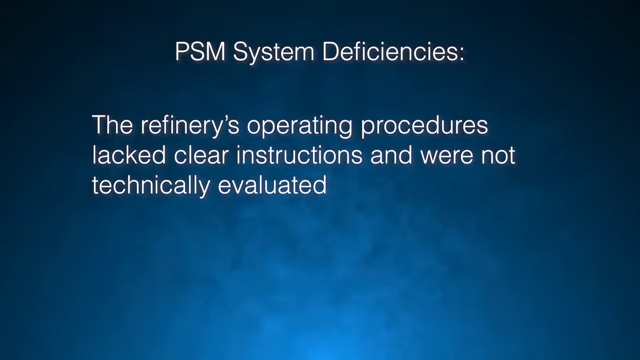 PSM System Deficiencies:
The refinery’s operating procedures
lacked clear instructions and were not
technically evaluated